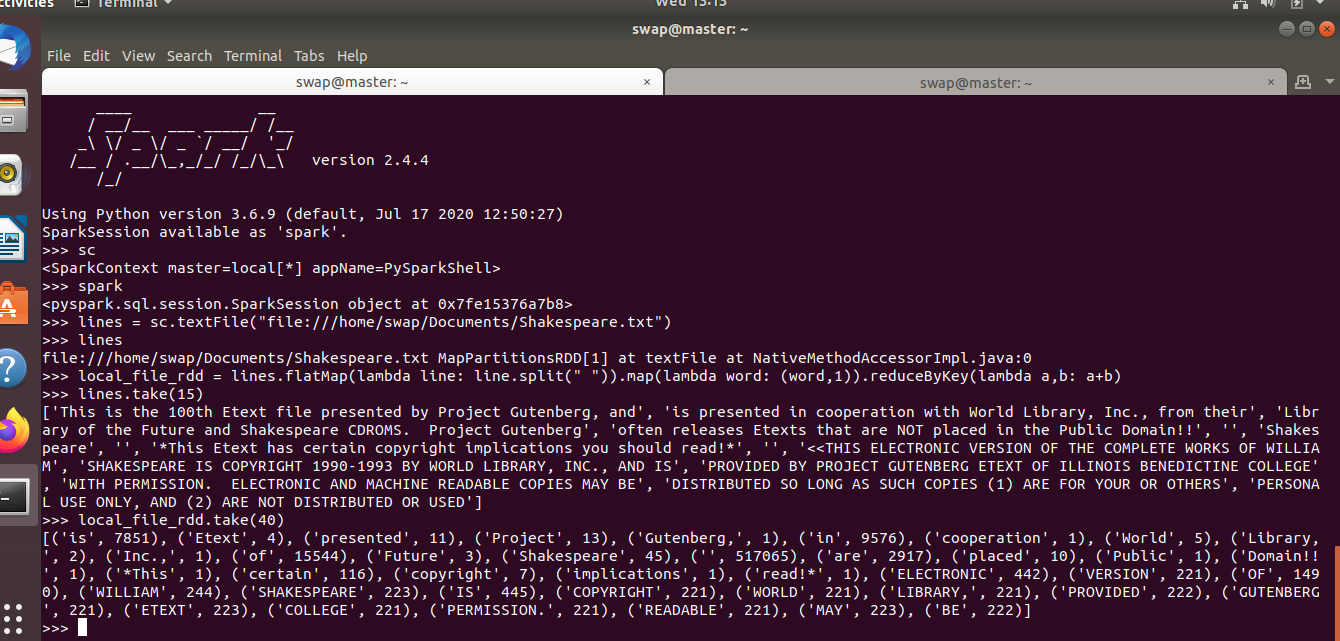 ctivities Terminal Wed 15:15
swap@master: ~
File Edit View Search Terminal Tabs Help
swap@master: ~ × swap@master: ~ ×
      ____              __
     / __/__  ___ _____/ /__
    _\ \/ _ \/ _ `/ __/  '_/
   /__ / .__/\_,_/_/ /_/\_\   version 2.4.4
      /_/
Using Python version 3.6.9 (default, Jul 17 2020 12:50:27)
SparkSession available as 'spark'.
>>> sc
<SparkContext master=local[*] appName=PySparkShell>
>>> spark
<pyspark.sql.session.SparkSession object at 0x7fe15376a7b8>
>>> lines = sc.textFile("file:///home/swap/Documents/Shakespeare.txt")
>>> lines
file:///home/swap/Documents/Shakespeare.txt MapPartitionsRDD[1] at textFile at NativeMethodAccessorImpl.java:0
>>> local_file_rdd = lines.flatMap(lambda line: line.split(" ")).map(lambda word: (word,1)).reduceByKey(lambda a,b: a+b)
>>> lines.take(15)
['This is the 100th Etext file presented by Project Gutenberg, and', 'is presented in cooperation with World Library, Inc., from their', 'Libr
ary of the Future and Shakespeare CDROMS.  Project Gutenberg', 'often releases Etexts that are NOT placed in the Public Domain!!', '', 'Shakes
peare', '', '*This Etext has certain copyright implications you should read!*', '', '<<THIS ELECTRONIC VERSION OF THE COMPLETE WORKS OF WILLIA
M', 'SHAKESPEARE IS COPYRIGHT 1990-1993 BY WORLD LIBRARY, INC., AND IS', 'PROVIDED BY PROJECT GUTENBERG ETEXT OF ILLINOIS BENEDICTINE COLLEGE'
, 'WITH PERMISSION.  ELECTRONIC AND MACHINE READABLE COPIES MAY BE', 'DISTRIBUTED SO LONG AS SUCH COPIES (1) ARE FOR YOUR OR OTHERS', 'PERSONA
L USE ONLY, AND (2) ARE NOT DISTRIBUTED OR USED']
>>> local_file_rdd.take(40)
[('is', 7851), ('Etext', 4), ('presented', 11), ('Project', 13), ('Gutenberg,', 1), ('in', 9576), ('cooperation', 1), ('World', 5), ('Library,
', 2), ('Inc.,', 1), ('of', 15544), ('Future', 3), ('Shakespeare', 45), ('', 517065), ('are', 2917), ('placed', 10), ('Public', 1), ('Domain!!
', 1), ('*This', 1), ('certain', 116), ('copyright', 7), ('implications', 1), ('read!*', 1), ('ELECTRONIC', 442), ('VERSION', 221), ('OF', 149
0), ('WILLIAM', 244), ('SHAKESPEARE', 223), ('IS', 445), ('COPYRIGHT', 221), ('WORLD', 221), ('LIBRARY,', 221), ('PROVIDED', 222), ('GUTENBERG
', 221), ('ETEXT', 223), ('COLLEGE', 221), ('PERMISSION.', 221), ('READABLE', 221), ('MAY', 223), ('BE', 222)]
>>>